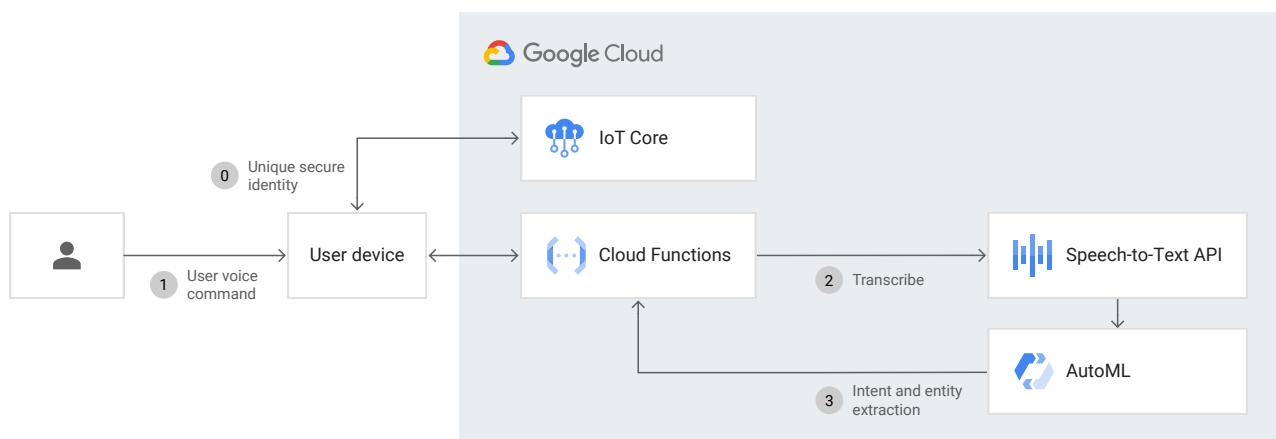 Google Cloud
IoT Core
0
Unique secure
identity
User device
Cloud Functions
Speech-to-Text API
1
User voice
command
2
Transcribe
AutoML
3
Intent and entity
extraction